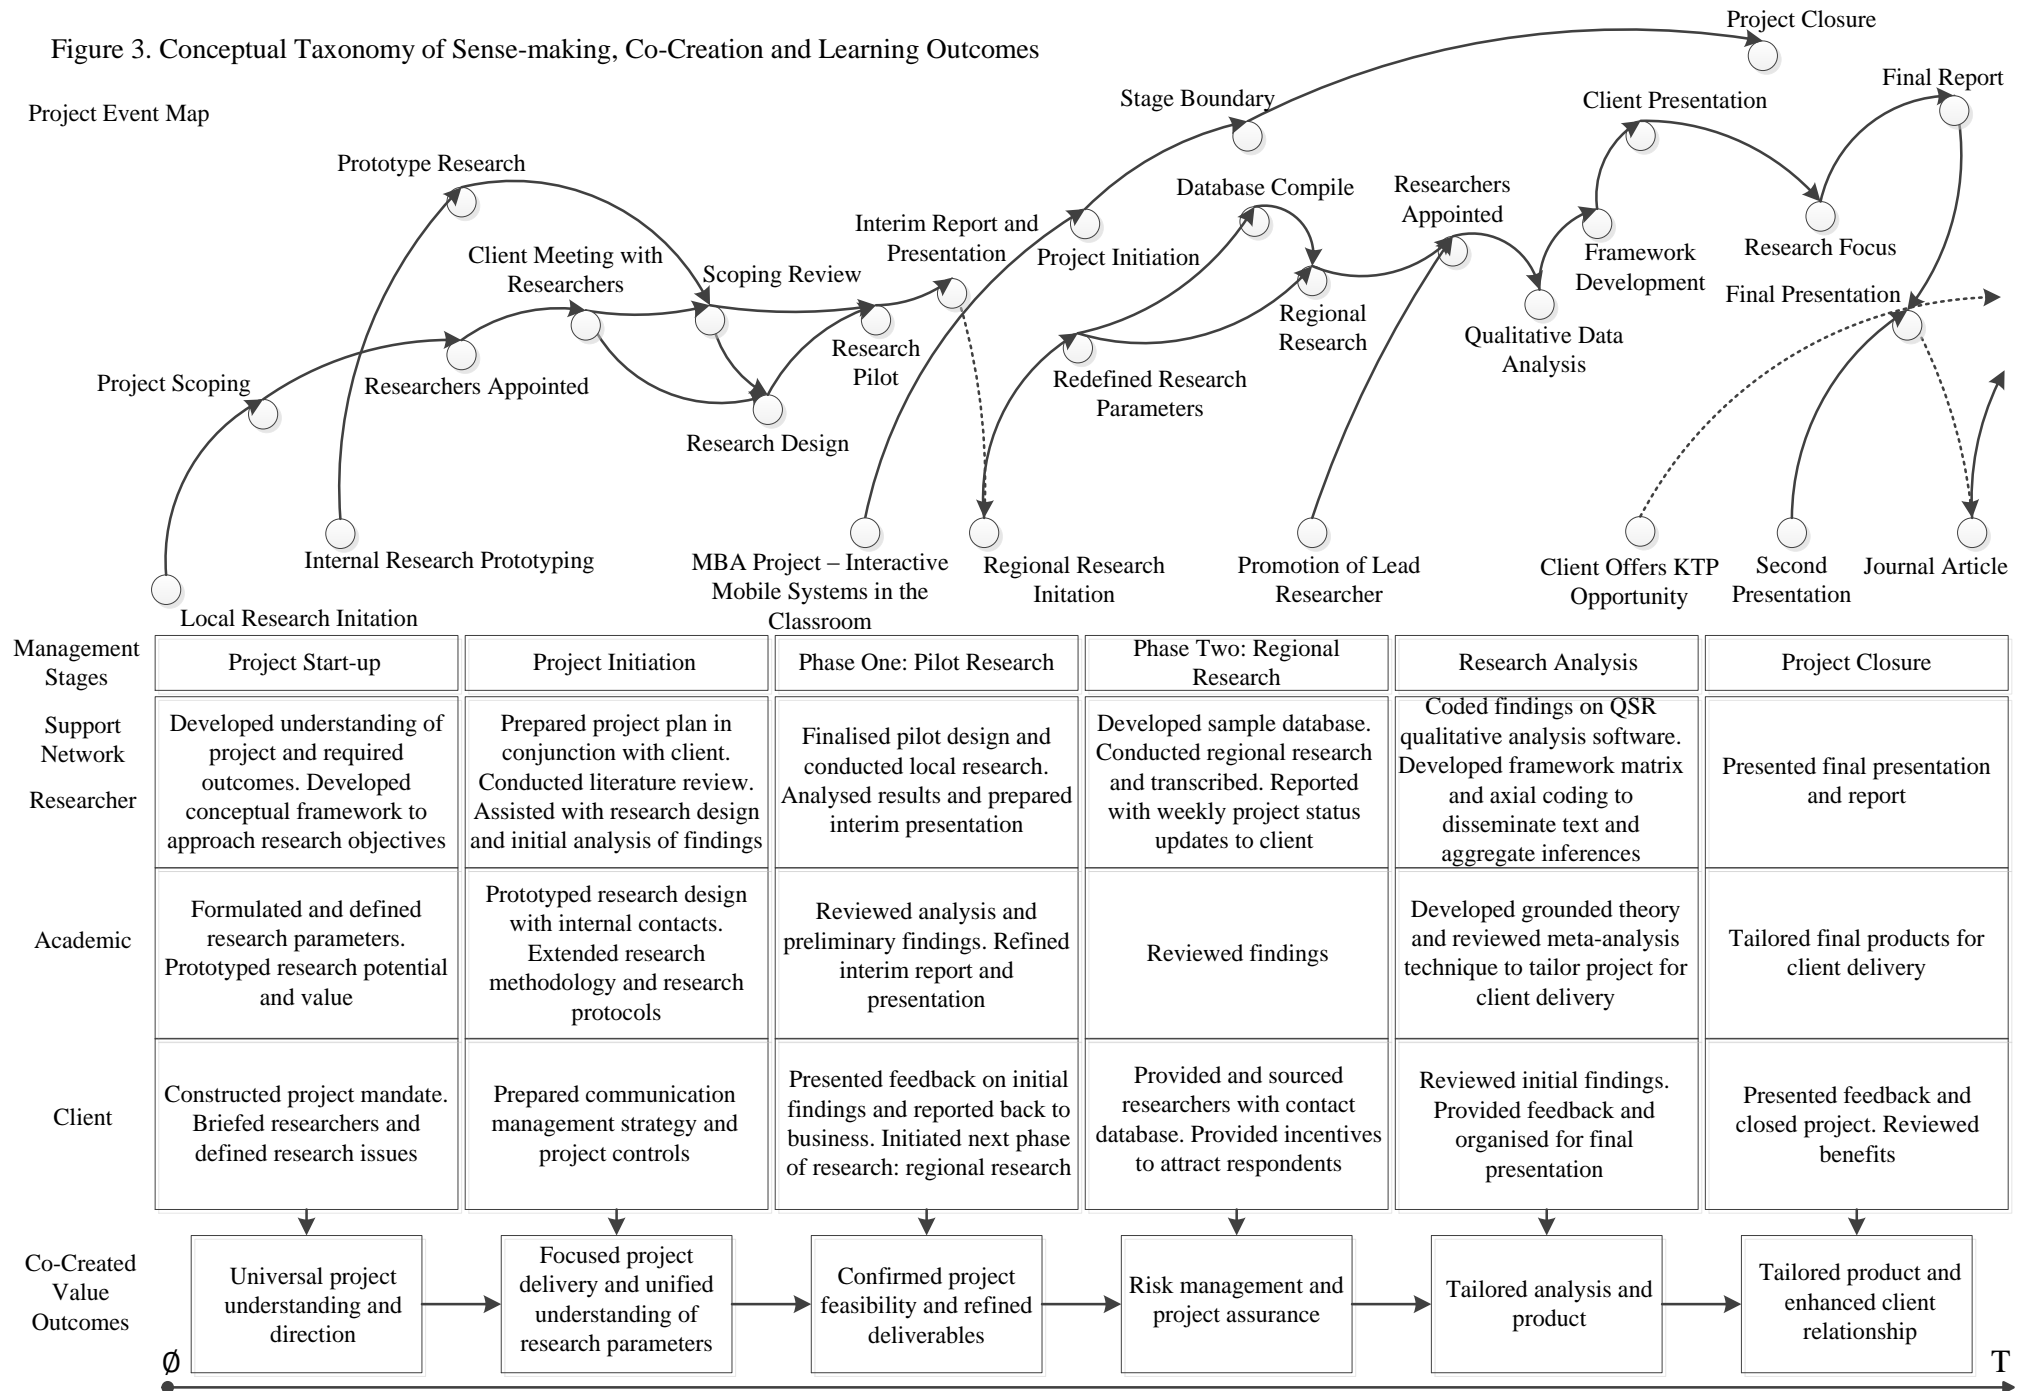 Project Closure
Figure 3. Conceptual Taxonomy of Sense-making, Co-Creation and Learning Outcomes
Final Report
Project Event Map
Stage Boundary
Client Presentation
Prototype Research
Database Compile
Researchers
Appointed
Interim Report and
Presentation
Client Meeting with
Researchers
Scoping Review
Project Initiation
Framework
Development
Research Focus
Final Presentation
Regional
Research
Qualitative Data
Analysis
Research
Pilot
Project Scoping
Researchers Appointed
Redefined Research
Parameters
Research Design
Internal Research Prototyping
MBA Project – Interactive
Mobile Systems in the
Classroom
Regional Research
Initation
Promotion of Lead
Researcher
Client Offers KTP
Opportunity
Second
Presentation
Journal Article
Local Research Initation
Management
Stages
Project Start-up
Project Initiation
Phase One: Pilot Research
Phase Two: Regional
Research
Research Analysis
Project Closure
Support
Network
Researcher
Developed understanding of
project and required
outcomes. Developed
conceptual framework to
approach research objectives
Prepared project plan in
conjunction with client.
Conducted literature review.
Assisted with research design
and initial analysis of findings
Finalised pilot design and
conducted local research.
Analysed results and prepared
interim presentation
Developed sample database.
Conducted regional research
and transcribed. Reported
with weekly project status
updates to client
Coded findings on QSR
qualitative analysis software.
Developed framework matrix
and axial coding to
disseminate text and
aggregate inferences
Presented final presentation
and report
Academic
Formulated and defined
research parameters.
Prototyped research potential
and value
Prototyped research design
with internal contacts.
Extended research
methodology and research
protocols
Reviewed analysis and
preliminary findings. Refined
interim report and
presentation
Reviewed findings
Developed grounded theory
and reviewed meta-analysis
technique to tailor project for
client delivery
Tailored final products for
client delivery
Client
Constructed project mandate.
Briefed researchers and
defined research issues
Prepared communication
management strategy and
project controls
Presented feedback on initial
findings and reported back to
business. Initiated next phase
of research: regional research
Provided and sourced
researchers with contact
database. Provided incentives
to attract respondents
Reviewed initial findings.
Provided feedback and
organised for final
presentation
Presented feedback and
closed project. Reviewed
benefits
Co-Created
Value
Outcomes
Universal project
understanding and
direction
Focused project
delivery and unified
understanding of
research parameters
Confirmed project
feasibility and refined
deliverables
Risk management and
project assurance
Tailored analysis and
product
Tailored product and
enhanced client
relationship
Ø
T